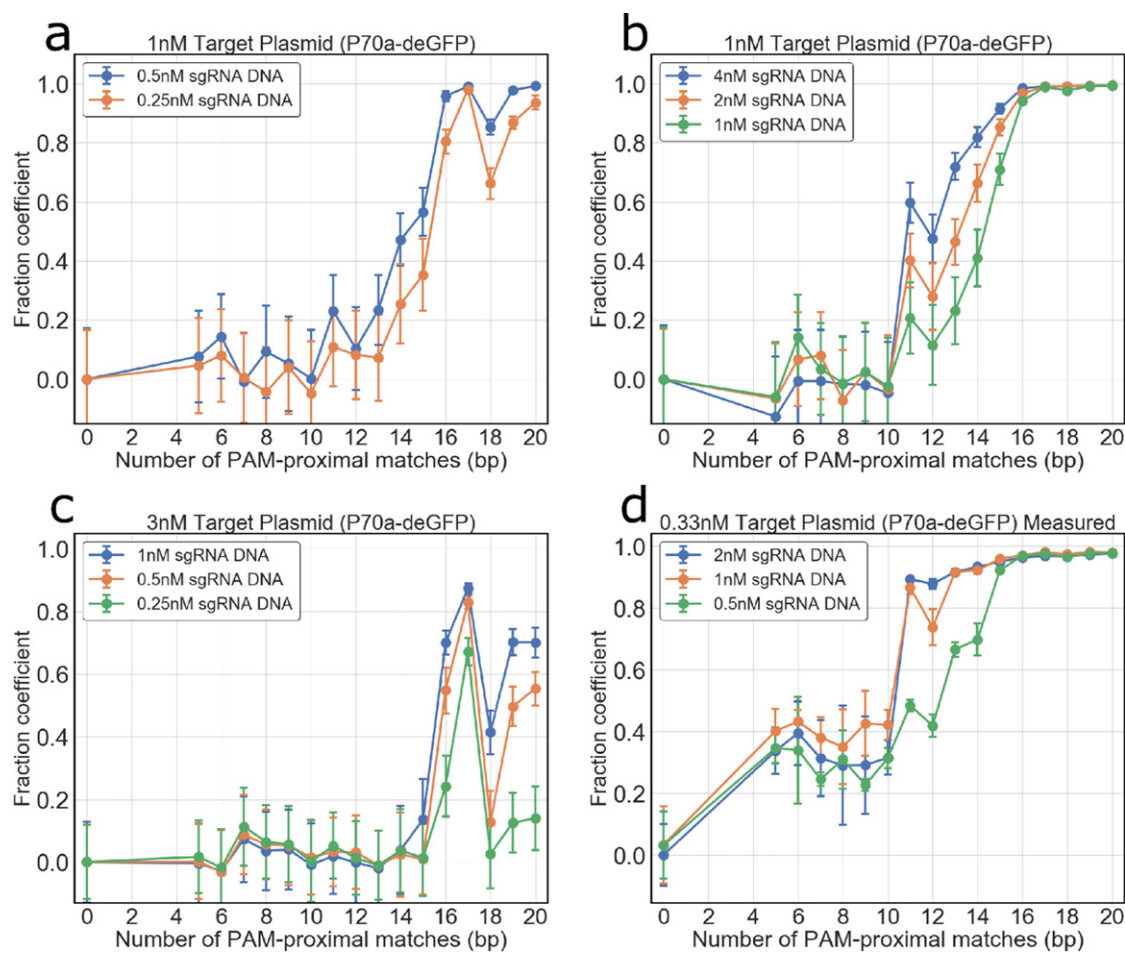 a
1nM Target Plasmid (P70a-deGFP)
0.5nM sgRNA DNA
0.25nM sgRNA DNA
1.0
0.8
0.6
0.4
0.2
0.0
Fraction coefficient
0 2 4 6 8 10 12 14 16 18 20
Number of PAM-proximal matches (bp)
b
1nM Target Plasmid (P70a-deGFP)
4nM sgRNA DNA
2nM sgRNA DNA
1nM sgRNA DNA
1.0
0.8
0.6
0.4
0.2
0.0
Fraction coefficient
0 2 4 6 8 10 12 14 16 18 20
Number of PAM-proximal matches (bp)
c
3nM Target Plasmid (P70a-deGFP)
1nM sgRNA DNA
0.5nM sgRNA DNA
0.25nM sgRNA DNA
1.0
0.8
0.6
0.4
0.2
0.0
Fraction coefficient
0 2 4 6 8 10 12 14 16 18 20
Number of PAM-proximal matches (bp)
d
0.33nM Target Plasmid (P70a-deGFP) Measured
2nM sgRNA DNA
1nM sgRNA DNA
0.5nM sgRNA DNA
1.0
0.8
0.6
0.4
0.2
0.0
Fraction coefficient
0 2 4 6 8 10 12 14 16 18 20
Number of PAM-proximal matches (bp)